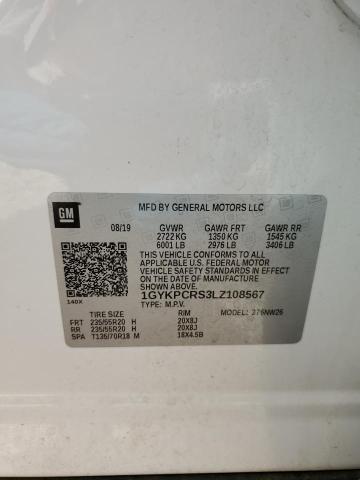 GM
MFD BY GENERAL MOTORS LLC
08/19 GVWR GAWR FRT GAWR RR
2722 KG 1350 KG 1545 KG
6001 LB 2976 LB 3406 LB
THIS VEHICLE CONFORMS TO ALL APPLICABLE U.S. FEDERAL MOTOR VEHICLE SAFETY STANDARDS IN EFFECT ON THE DATE OF MANUFACTURE SHOWN ABOVE.
1GYKPCRS3LZ108567
140X TYPE: M.P.V.
TIRE SIZE RIM MODEL: 376NW26
FRT 235/55R20 H 20X8J
RR 235/55R20 H 20X8J
SPA T135/70R18 M 18X4.5B